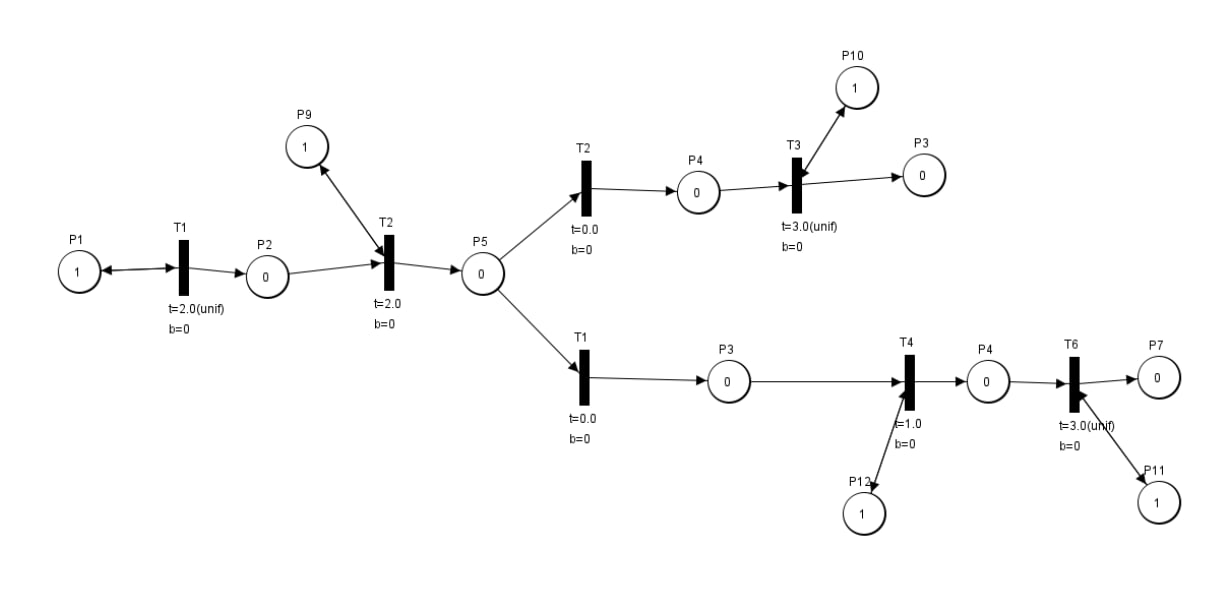 P10
1
P9
1
T2
t=0.0
b=0
P4
0
T3
t=3.0(unif)
b=0
P3
0
P1
1
T1
t=2.0(unif)
b=0
P2
0
T2
t=2.0
b=0
P5
0
T1
t=0.0
b=0
P3
0
T4
t=1.0
b=0
P4
0
T6
t=3.0(unif)
b=0
P7
0
P12
1
P11
1